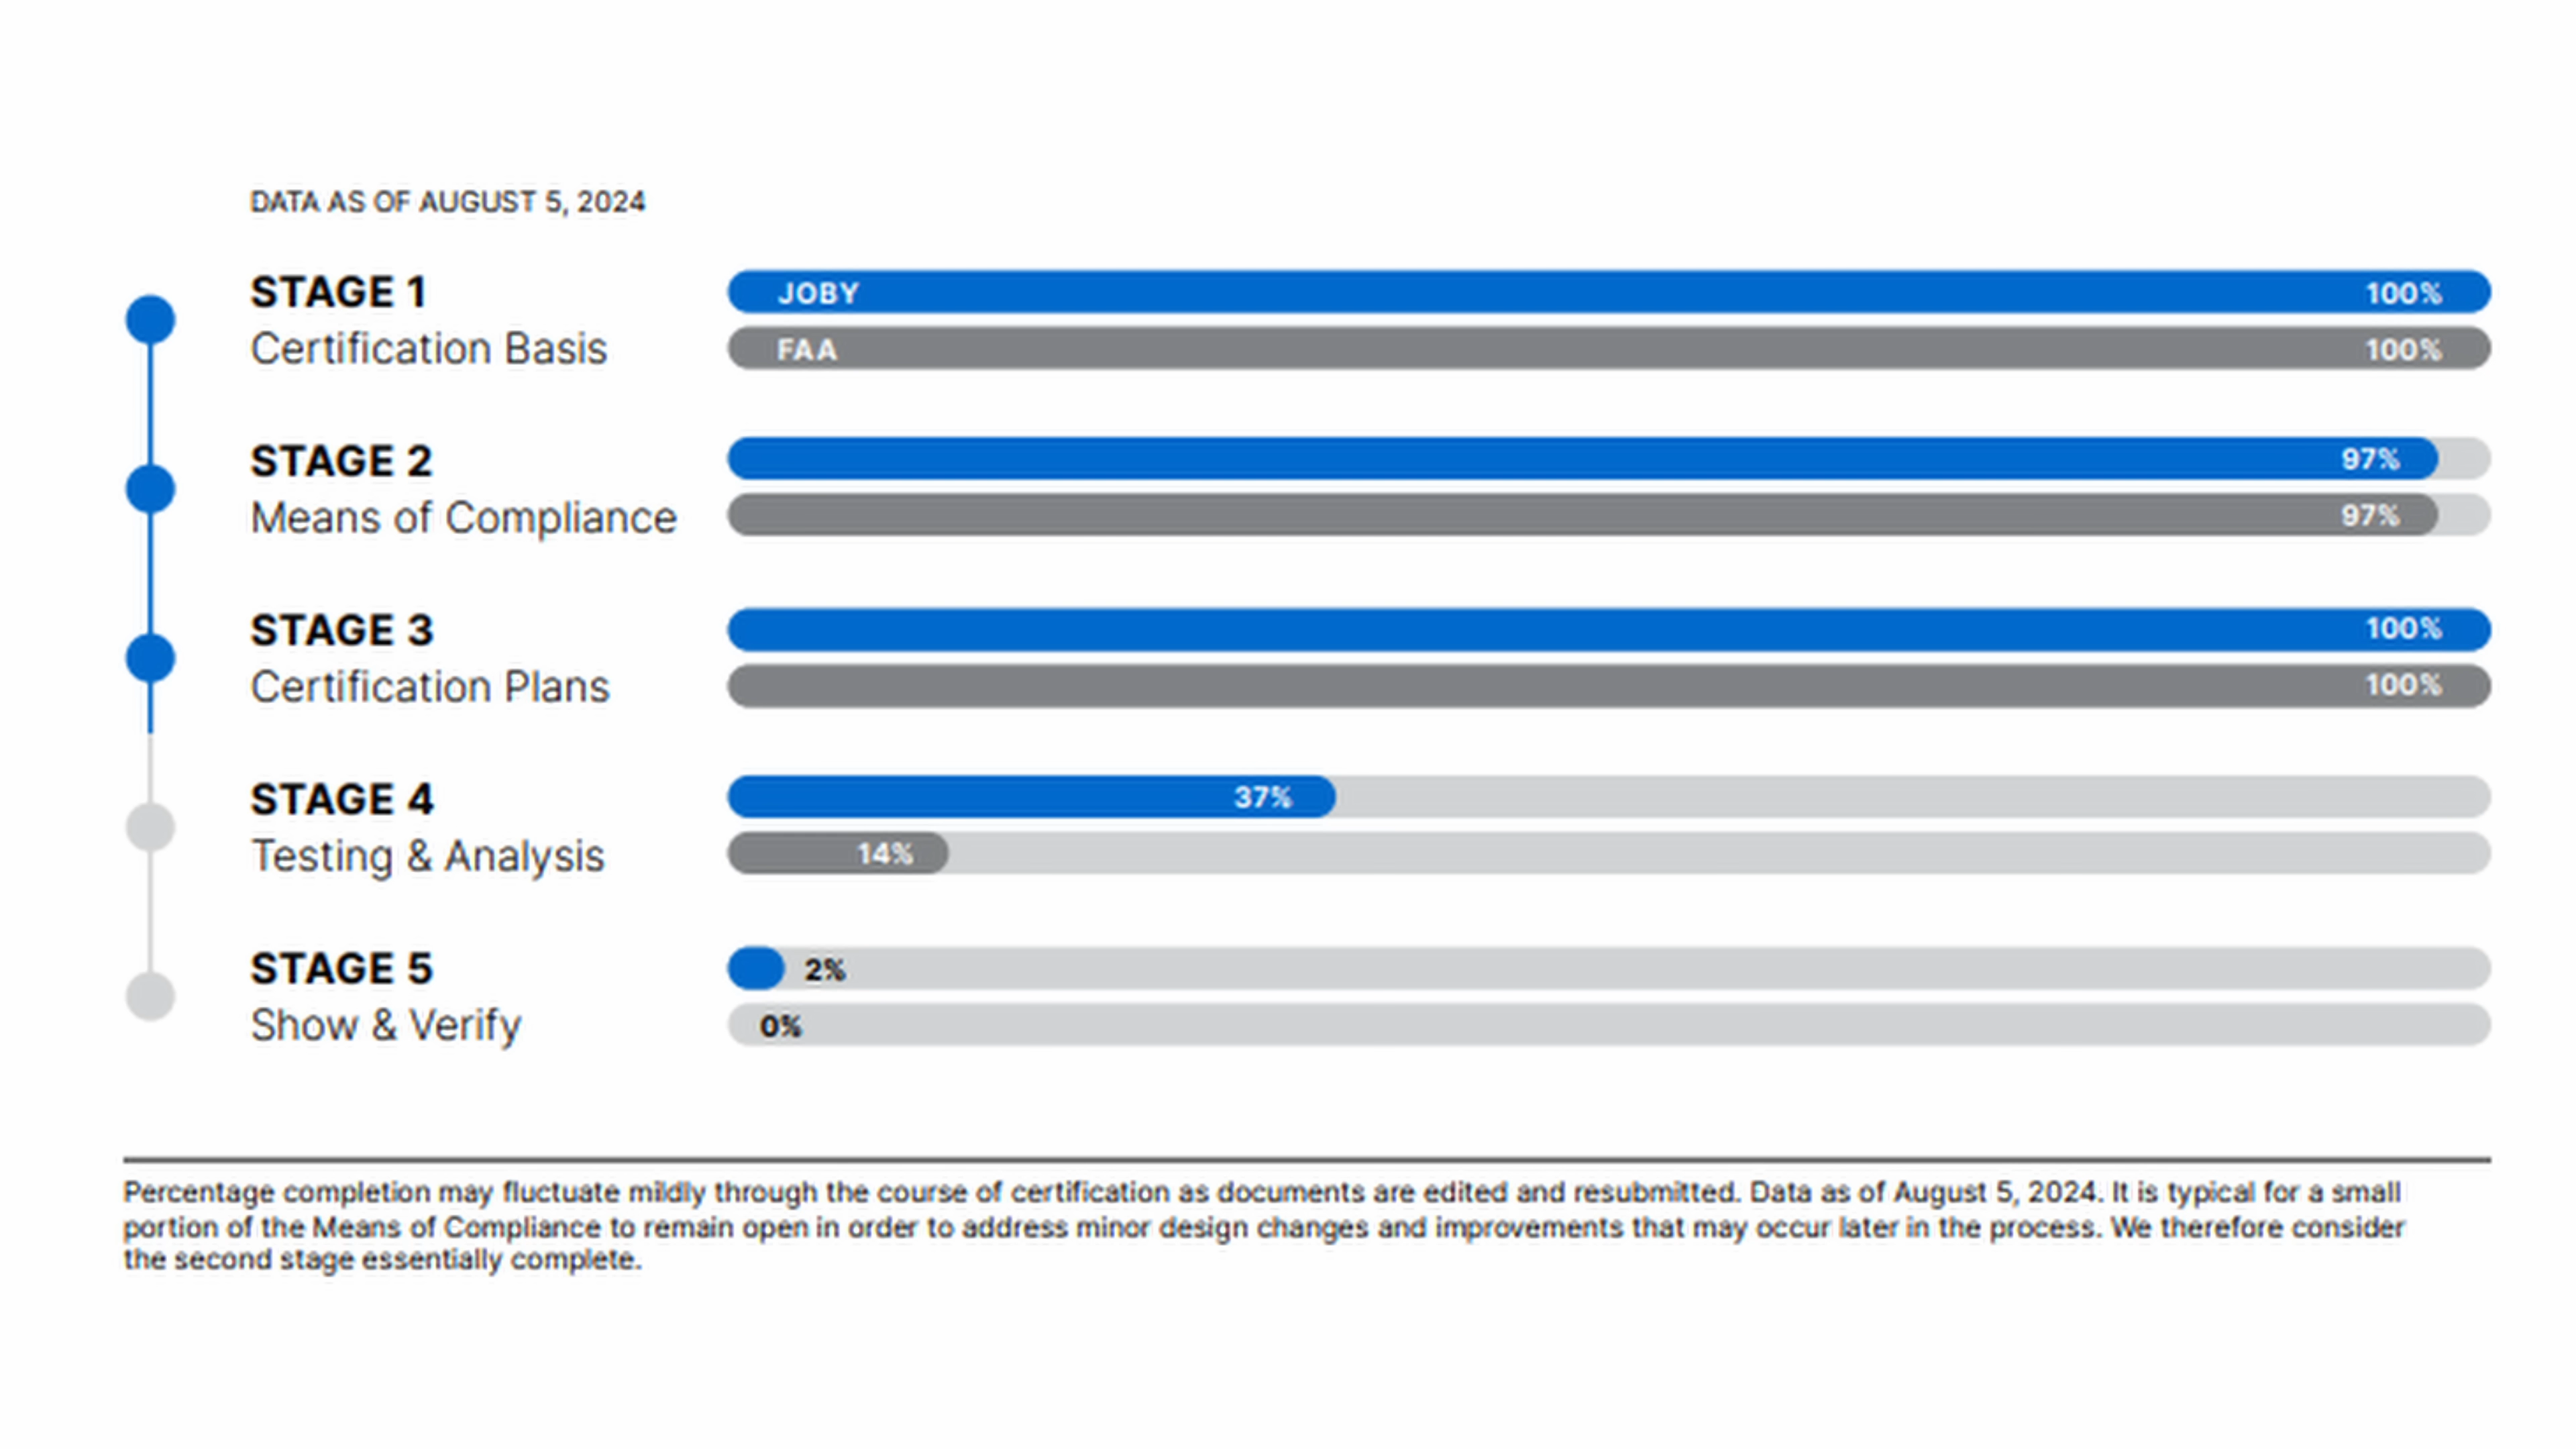 DATA AS OF AUGUST 5, 2024
STAGE 1
Certification Basis
JOBY 100%
FAA 100%
STAGE 2
Means of Compliance
97%
97%
STAGE 3
Certification Plans
100%
100%
STAGE 4
Testing & Analysis
37%
14%
STAGE 5
Show & Verify
2%
0%
Percentage completion may fluctuate mildly through the course of certification as documents are edited and resubmitted. Data as of August 5, 2024. It is typical for a small
portion of the Means of Compliance to remain open in order to address minor design changes and improvements that may occur later in the process. We therefore consider
the second stage essentially complete.